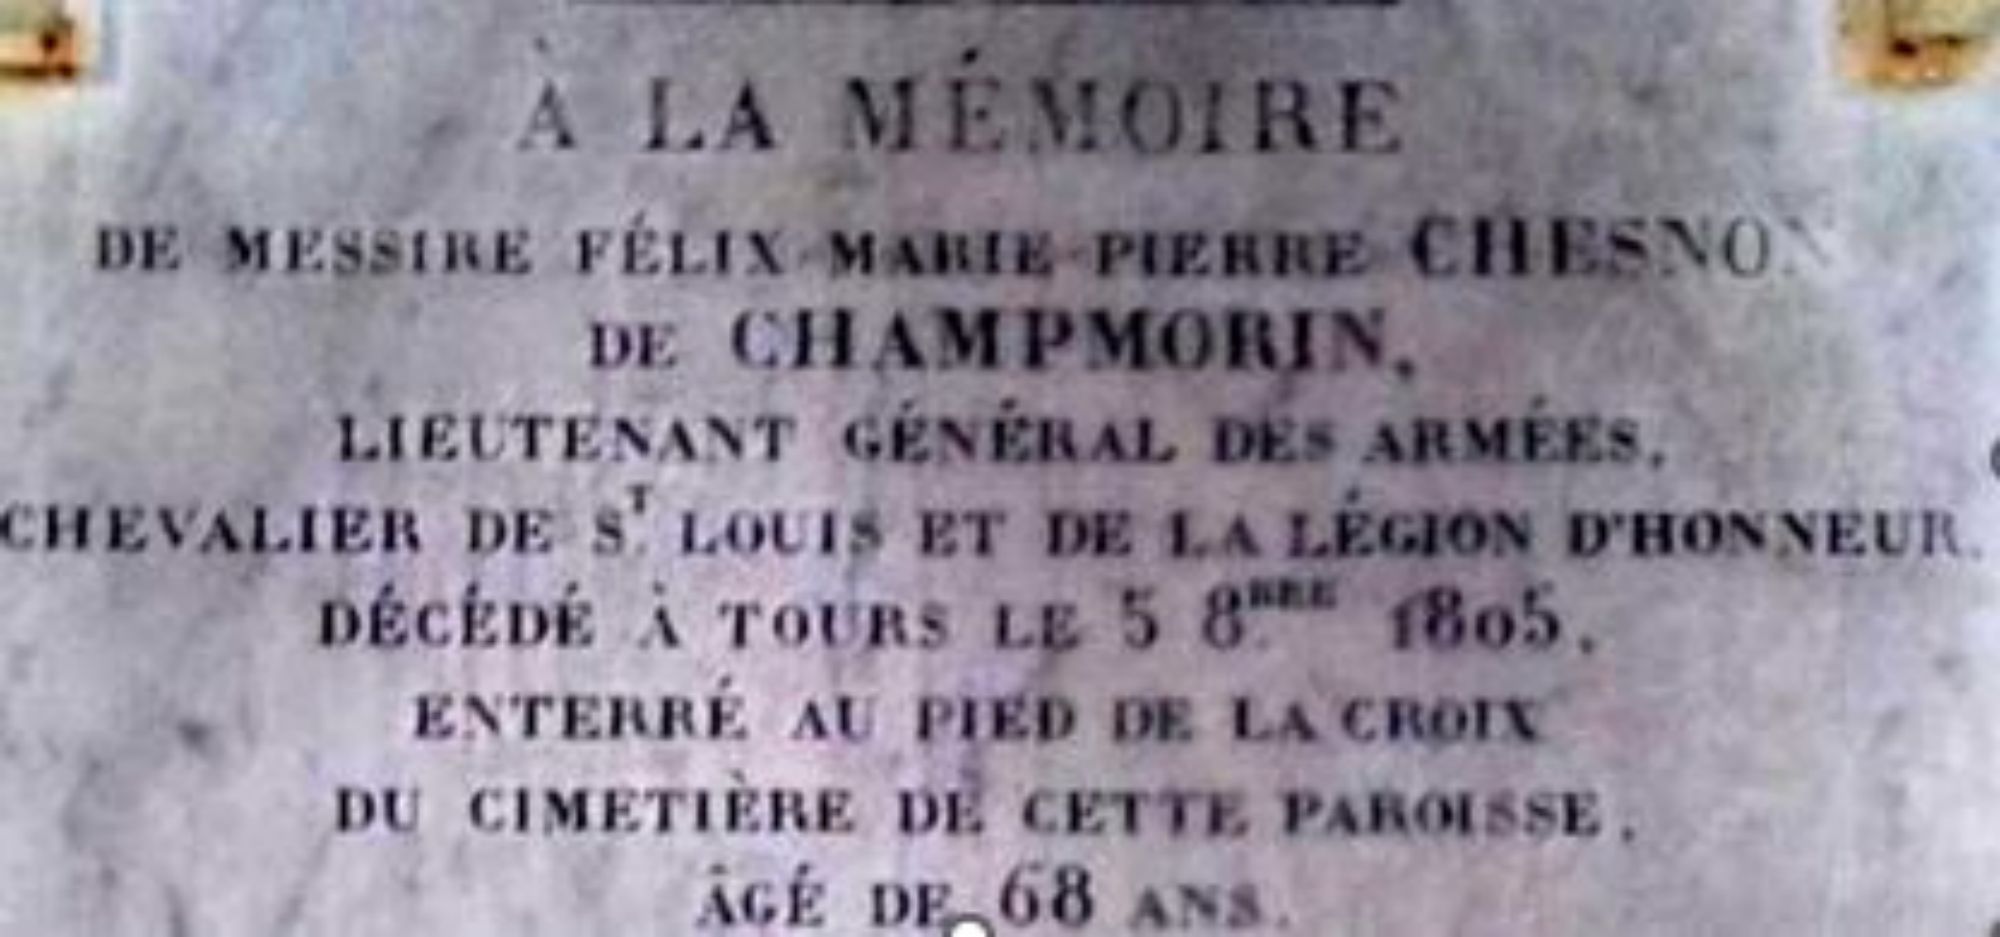 À LA MÉMOIRE
DE MESSIRE FÉLIX MARIE PIERRE CHESNON
DE CHAMPMORIN,
LIEUTENANT GÉNÉRAL DES ARMÉES,
CHEVALIER DE S.T LOUIS ET DE LA LÉGION D'HONNEUR.
DÉCÉDÉ À TOURS LE 5 8.BRE 1805,
ENTERRÉ AU PIED DE LA CROIX
DU CIMETIÈRE DE CETTE PAROISSE,
ÂGÉ DE 68 ANS.